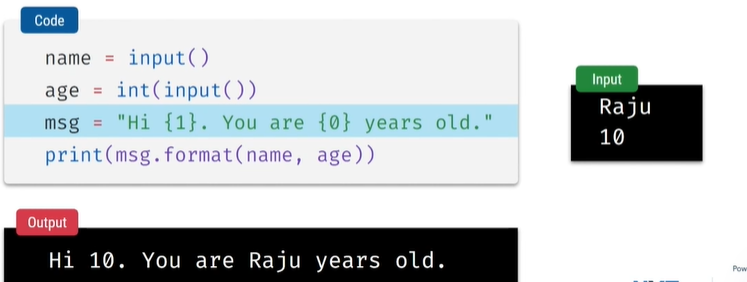 Code
name = input()
age = int(input())
msg = "Hi {1}. You are {0} years old."
print(msg.format(name, age))
Input
Raju
10
Output
Hi 10. You are Raju years old.
Pow